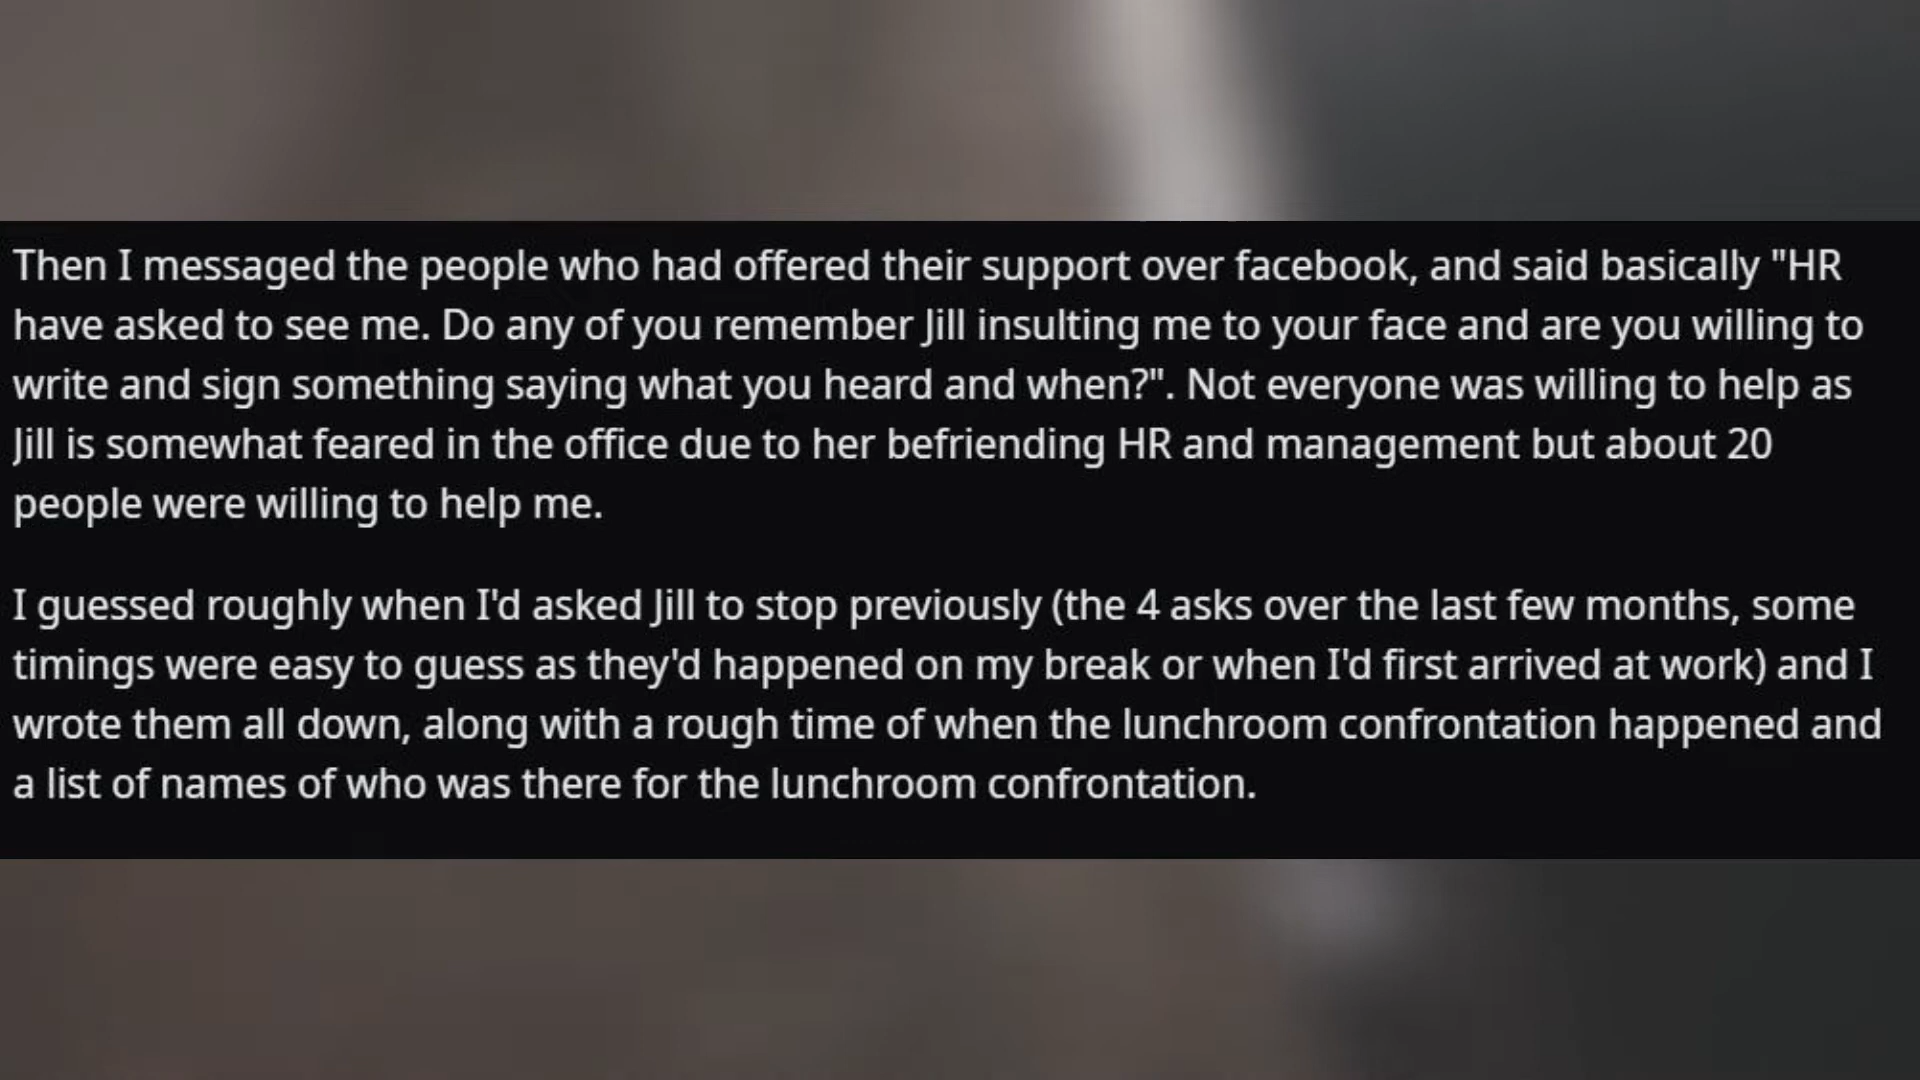 Then I messaged the people who had offered their support over facebook, and said basically "HR
have asked to see me. Do any of you remember Jill insulting me to your face and are you willing to
write and sign something saying what you heard and when?". Not everyone was willing to help as
Jill is somewhat feared in the office due to her befriending HR and management but about 20
people were willing to help me.
I guessed roughly when I'd asked Jill to stop previously (the 4 asks over the last few months, some
timings were easy to guess as they'd happened on my break or when I'd first arrived at work) and I
wrote them all down, along with a rough time of when the lunchroom confrontation happened and
a list of names of who was there for the lunchroom confrontation.